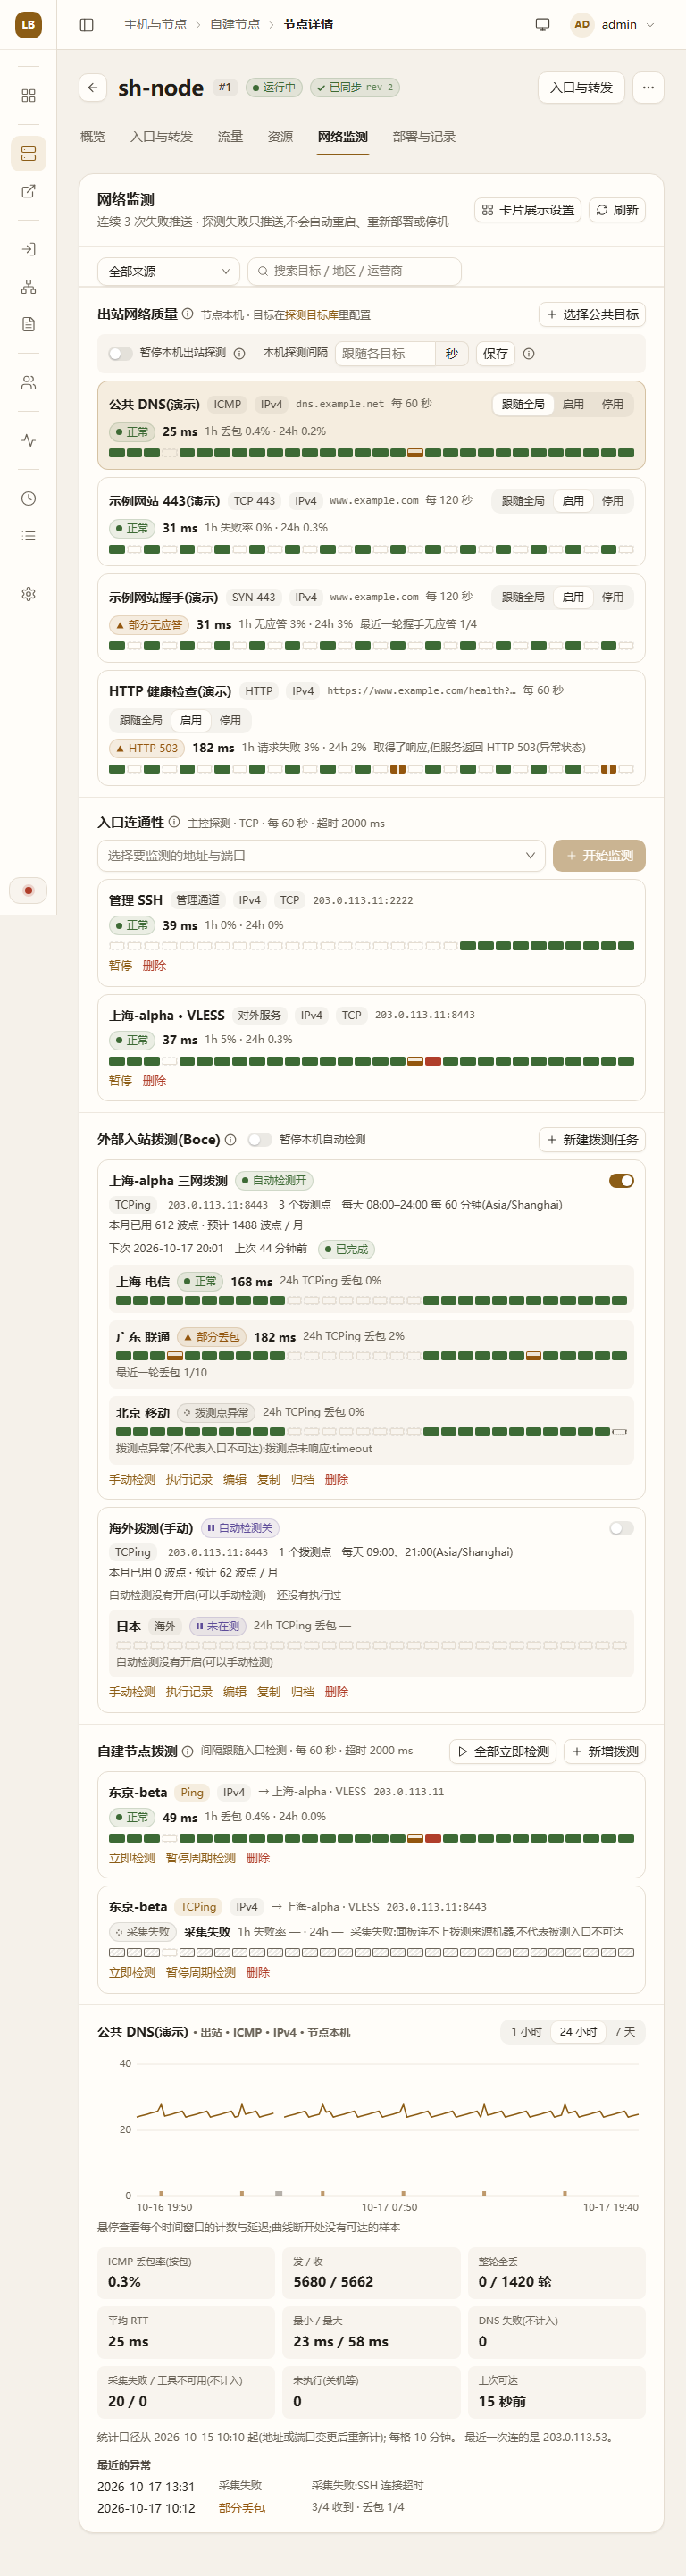 LB
主机与节点 > 自建节点 > 节点详情
AD admin
sh-node #1 运行中 已同步 rev 2
入口与转发
概览 入口与转发 流量 资源 网络监测 部署与记录
网络监测
连续 3 次失败推送 · 探测失败只推送,不会自动重启、重新部署或停机
卡片展示设置 刷新
全部来源 搜索目标 / 地区 / 运营商
出站网络质量 节点本机 · 目标在探测目标库里配置 + 选择公共目标
暂停本机出站探测 本机探测间隔 跟随各目标 秒 保存
公共 DNS(演示) ICMP IPv4 dns.example.net 每 60 秒 跟随全局 启用 停用
正常 25 ms 1h 丢包 0.4% · 24h 0.2%
示例网站 443(演示) TCP 443 IPv4 www.example.com 每 120 秒 跟随全局 启用 停用
正常 31 ms 1h 失败率 0% · 24h 0.3%
示例网站握手(演示) SYN 443 IPv4 www.example.com 每 120 秒 跟随全局 启用 停用
部分无应答 31 ms 1h 无应答 3% · 24h 3% 最近一轮握手无应答 1/4
HTTP 健康检查(演示) HTTP IPv4 https://www.example.com/health?… 每 60 秒
跟随全局 启用 停用
HTTP 503 182 ms 1h 请求失败 3% · 24h 2% 取得了响应,但服务返回 HTTP 503(异常状态)
入口连通性 主控探测 · TCP · 每 60 秒 · 超时 2000 ms
选择要监测的地址与端口 + 开始监测
管理 SSH 管理通道 IPv4 TCP 203.0.113.11:2222
正常 39 ms 1h 0% · 24h 0%
暂停 删除
上海-alpha • VLESS 对外服务 IPv4 TCP 203.0.113.11:8443
正常 37 ms 1h 5% · 24h 0.3%
暂停 删除
外部入站拨测(Boce) 暂停本机自动检测 + 新建拨测任务
上海-alpha 三网拨测 自动检测开
TCPing 203.0.113.11:8443 3 个拨测点 每天 08:00–24:00 每 60 分钟(Asia/Shanghai)
本月已用 612 波点 · 预计 1488 波点 / 月
下次 2026-10-17 20:01 上次 44 分钟前 已完成
上海 电信 正常 168 ms 24h TCPing 丢包 0%
广东 联通 部分丢包 182 ms 24h TCPing 丢包 2%
最近一轮丢包 1/10
北京 移动 拨测点异常 24h TCPing 丢包 0%
拨测点异常(不代表入口不可达):拨测点未响应:timeout
手动检测 执行记录 编辑 复制 归档 删除
海外拨测(手动) 自动检测关
TCPing 203.0.113.11:8443 1 个拨测点 每天 09:00、21:00(Asia/Shanghai)
本月已用 0 波点 · 预计 62 波点 / 月
自动检测没有开启(可以手动检测) 还没有执行过
日本 海外 未在测 24h TCPing 丢包 —
自动检测没有开启(可以手动检测)
手动检测 执行记录 编辑 复制 归档 删除
自建节点拨测 间隔跟随入口检测 · 每 60 秒 · 超时 2000 ms 全部立即检测 + 新增拨测
东京-beta Ping IPv4 → 上海-alpha · VLESS 203.0.113.11
正常 49 ms 1h 丢包 0.4% · 24h 0.0%
立即检测 暂停周期检测 删除
东京-beta TCPing IPv4 → 上海-alpha · VLESS 203.0.113.11:8443
采集失败 采集失败 1h 失败率 — · 24h — 采集失败:面板连不上拨测来源机器,不代表被测入口不可达
立即检测 暂停周期检测 删除
公共 DNS(演示) • 出站 • ICMP • IPv4 • 节点本机 1 小时 24 小时 7 天
40
20
0
10-16 19:50 10-17 07:50 10-17 19:40
悬停查看每个时间窗口的计数与延迟;曲线断开处没有可达的样本
ICMP 丢包率(按包) 发 / 收 整轮全丢
0.3% 5680 / 5662 0 / 1420 轮
平均 RTT 最小 / 最大 DNS 失败(不计入)
25 ms 23 ms / 58 ms 0
采集失败 / 工具不可用(不计入) 未执行(关机等) 上次可达
20 / 0 0 15 秒前
统计口径从 2026-10-15 10:10 起(地址或端口变更后重新计); 每格 10 分钟。 最近一次连的是 203.0.113.53。
最近的异常
2026-10-17 13:31 采集失败 采集失败:SSH 连接超时
2026-10-17 10:12 部分丢包 3/4 收到 · 丢包 1/4